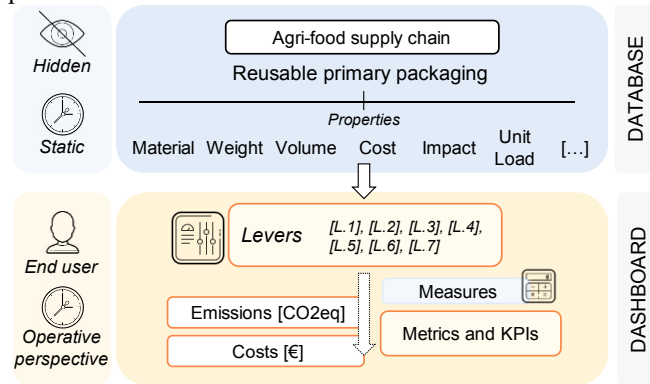 Hidden
Static
Agri-food supply chain
Reusable primary packaging
Properties
Material Weight Volume Cost Impact Unit Load […]
DATABASE
End user
Operative
perspective
Levers
[L.1], [L.2], [L.3], [L.4],
[L.5], [L.6], [L.7]
Measures
Emissions [CO2eq]
Costs [€]
Metrics and KPIs
DASHBOARD